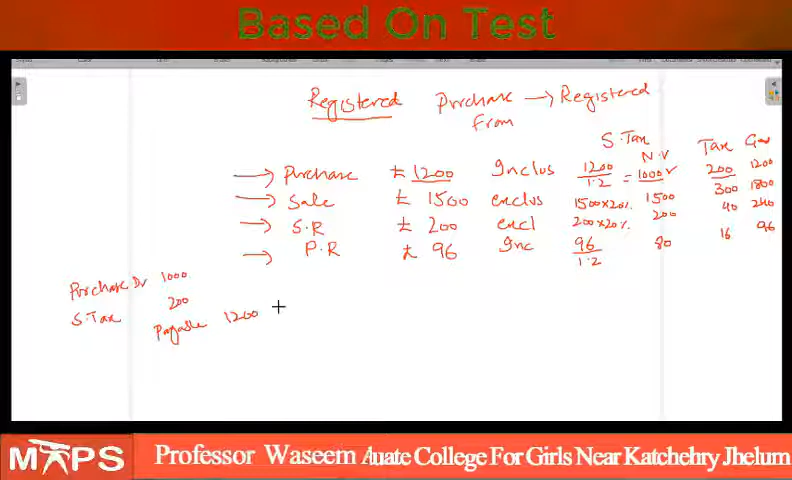 Based On Test
Registered Purchase → Registered
From
S.Tax
N.V Tax Gav
→ Purchase £ 1200 Inclus 1200/1.2 = 1000 200 1200
→ Sale £ 1500 exclus 1500×20% 1500 300 1800
→ S.R £ 200 excl 200×20% 200 40 240
→ P.R £ 96 Inc 96/1.2 80 16 96
Purchase Dr 1000
S.Tax 200
Payable 1200
MAPS Professor Waseem Auate College For Girls Near Katchehry Jhelum